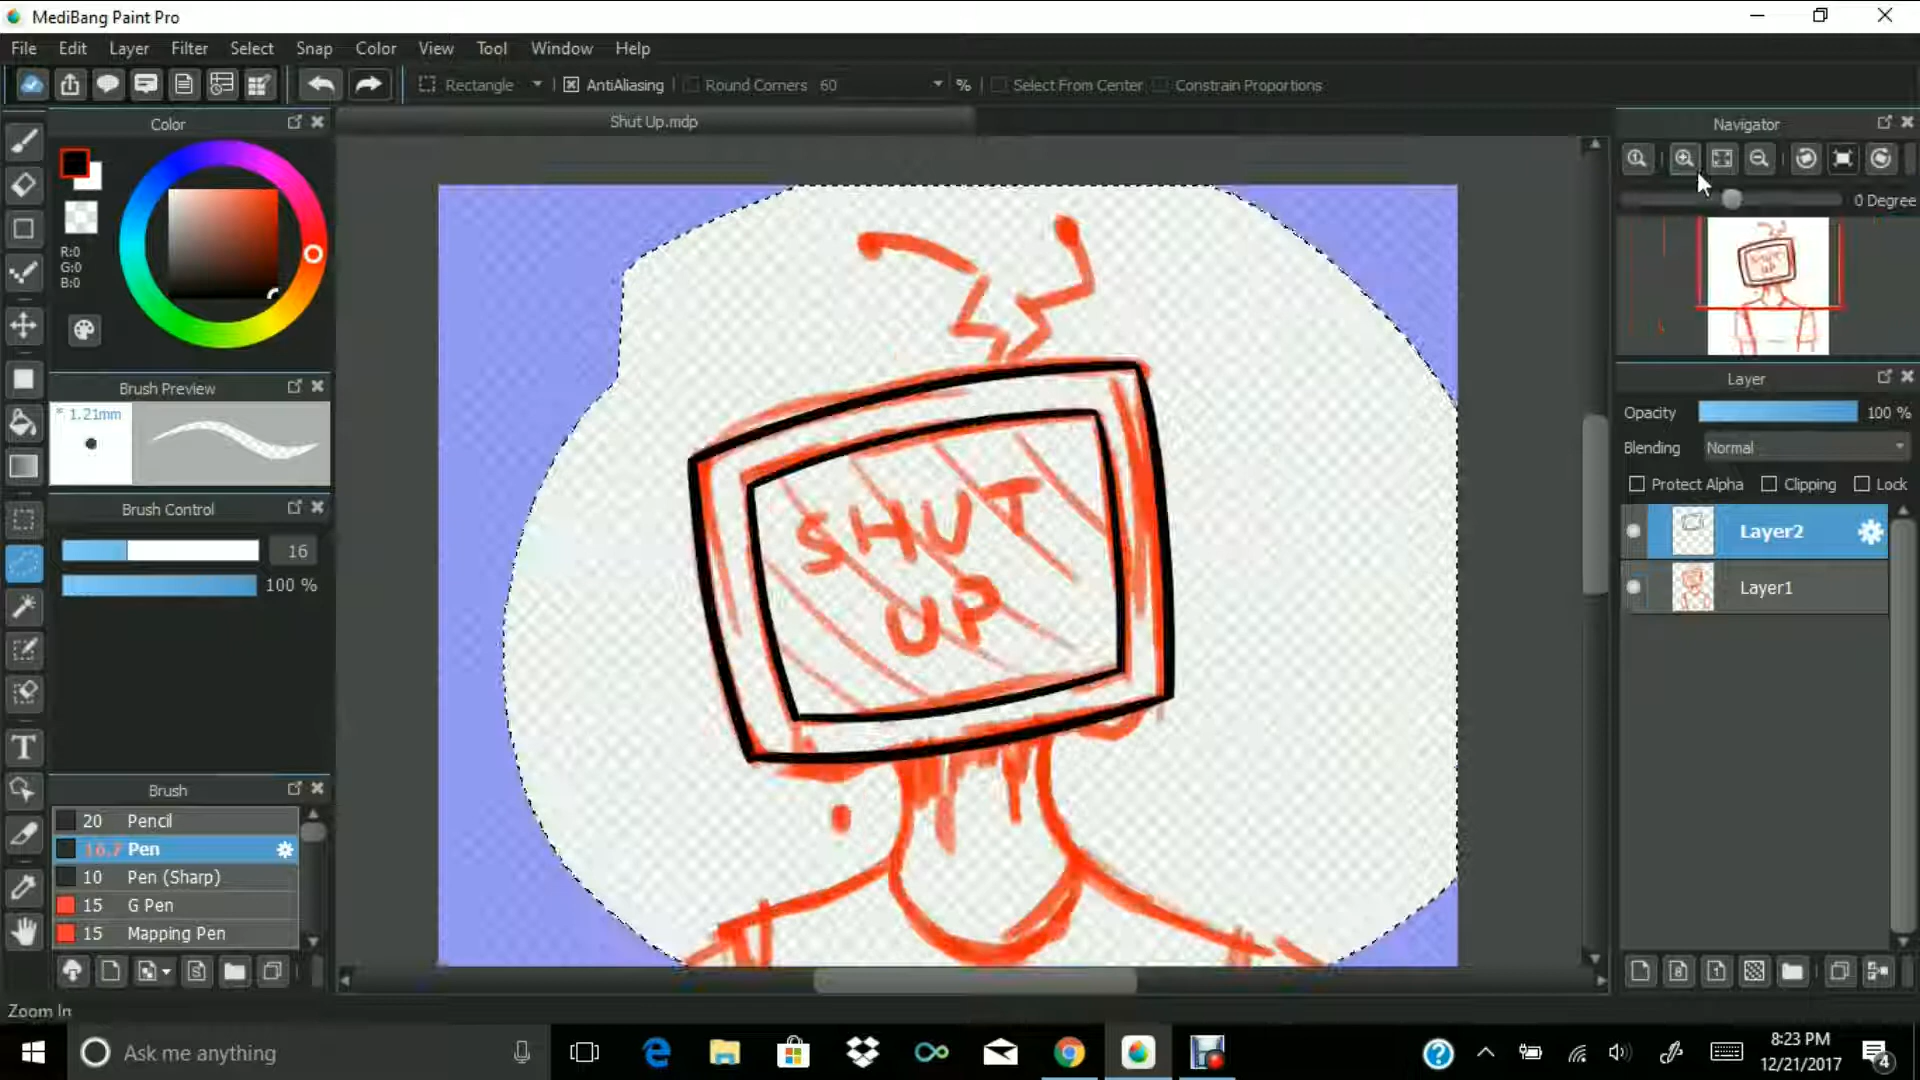 MediBang Paint Pro
File Edit Layer Filter Select Snap Color View Tool Window Help
Rectangle AntiAliasing Round Corners 60 % Select From Center Constrain Proportions
Color
Shut Up.mdp
Navigator
0 Degree
R:0
G:0
B:0
Brush Preview
1.21mm
Layer
Opacity 100 %
Blending Normal
Protect Alpha Clipping Lock
Layer2
Layer1
Brush Control
16
100 %
SHUT
UP
T
Brush
20 Pencil
16.7 Pen
10 Pen (Sharp)
15 G Pen
15 Mapping Pen
S
8
1
Zoom In
Ask me anything
8:23 PM
12/21/2017
4